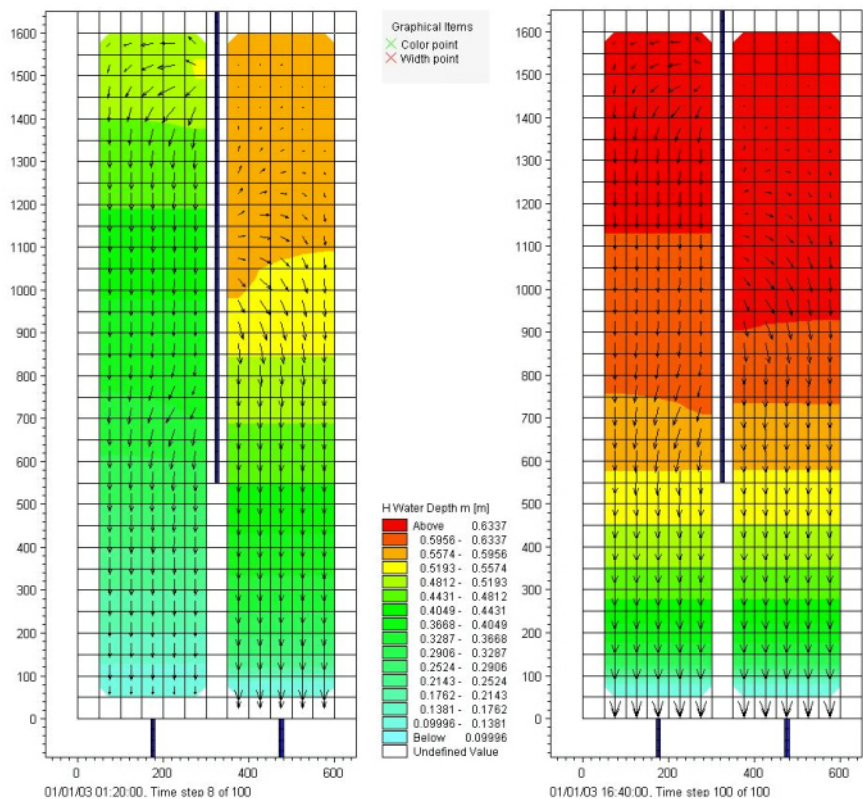 1600
1500
1400
1300
1200
1100
1000
900
800
700
600
500
400
300
200
100
0
0 200 400 600
01/01/03 01:20:00, Time step 8 of 100
Graphical Items
Color point
Width point
H Water Depth m [m]
Above 0.6337
0.5956 - 0.6337
0.5574 - 0.5956
0.5193 - 0.5574
0.4812 - 0.5193
0.4431 - 0.4812
0.4049 - 0.4431
0.3668 - 0.4049
0.3287 - 0.3668
0.2906 - 0.3287
0.2524 - 0.2906
0.2143 - 0.2524
0.1762 - 0.2143
0.1381 - 0.1762
0.09996 - 0.1381
Below 0.09996
Undefined Value
1600
1500
1400
1300
1200
1100
1000
900
800
700
600
500
400
300
200
100
0
0 200 400 600
01/01/03 16:40:00, Time step 100 of 100